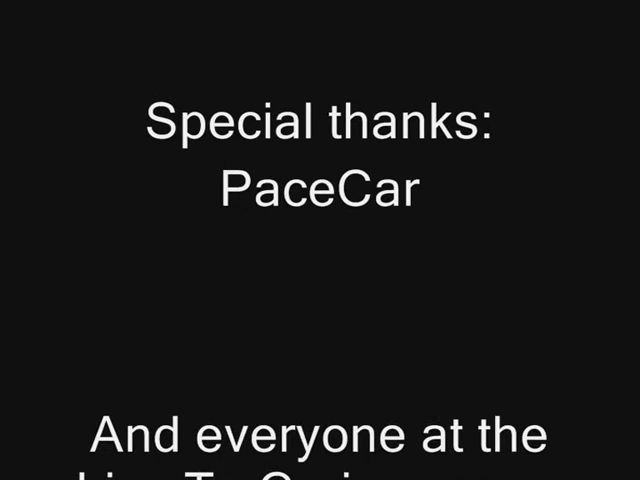 Special thanks:
PaceCar
And everyone at the